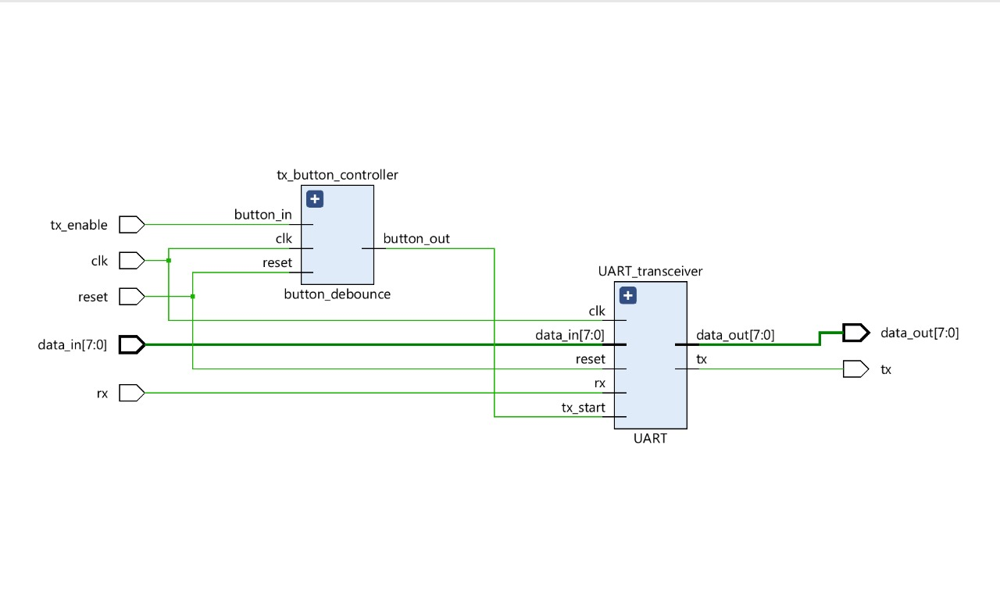 tx_button_controller
tx_enable
button_in
clk
clk
button_out
reset
reset
button_debounce
UART_transceiver
clk
data_in[7:0]
data_in[7:0]
data_out[7:0]
data_out[7:0]
reset
tx
tx
rx
rx
tx_start
UART